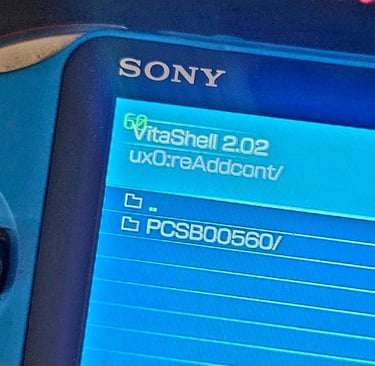 SONY
60
VitaShell 2.02
ux0:reAddcont/
..
PCSB00560/